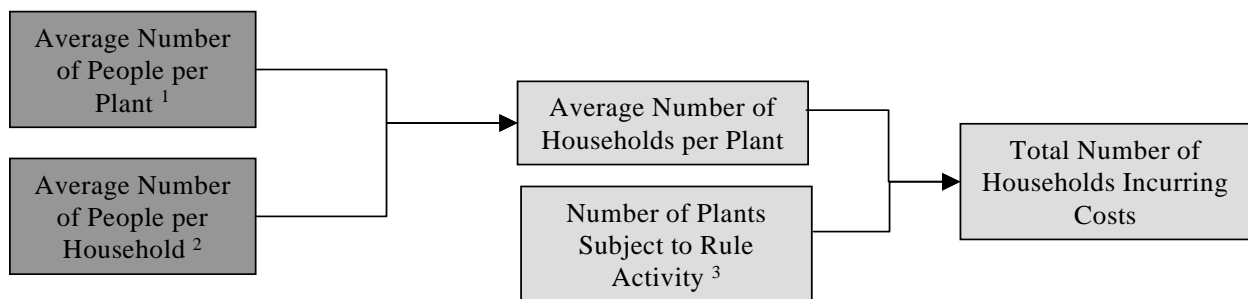 Average Number
of People per
Plant 1
Average Number
of People per
Household 2
Average Number of
Households per Plant
Number of Plants
Subject to Rule
Activity 3
Total Number of
Households Incurring
Costs